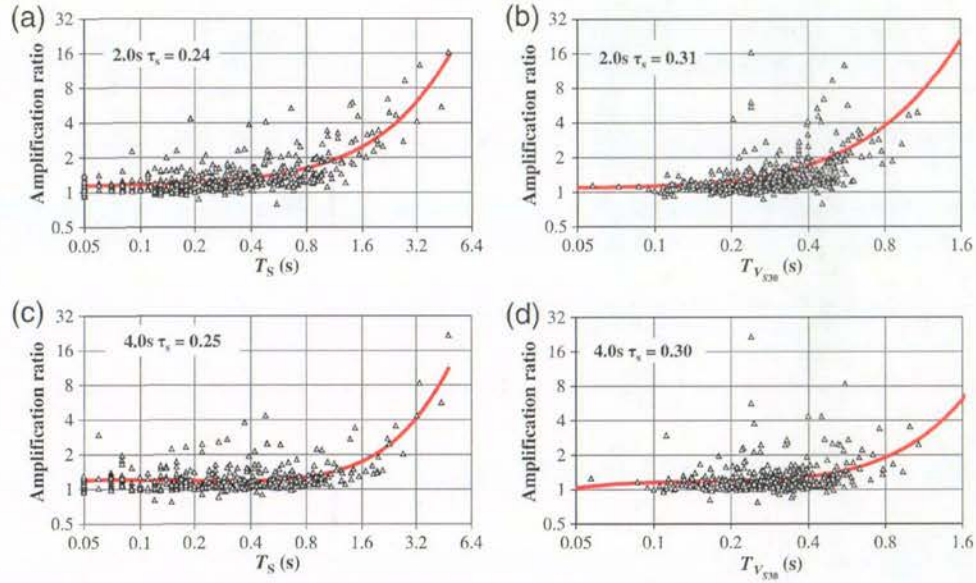 (a)
Amplification ratio
32
16
8
4
2
1
0.5
2.0s τs = 0.24
0.05 0.1 0.2 0.4 0.8 1.6 3.2 6.4
TS (s)
(b)
Amplification ratio
32
16
8
4
2
1
0.5
2.0s τs = 0.31
0.05 0.1 0.2 0.4 0.8 1.6
TVS30 (s)
(c)
Amplification ratio
32
16
8
4
2
1
0.5
4.0s τs = 0.25
0.05 0.1 0.2 0.4 0.8 1.6 3.2 6.4
TS (s)
(d)
Amplification ratio
32
16
8
4
2
1
0.5
4.0s τs = 0.30
0.05 0.1 0.2 0.4 0.8 1.6
TVS30 (s)